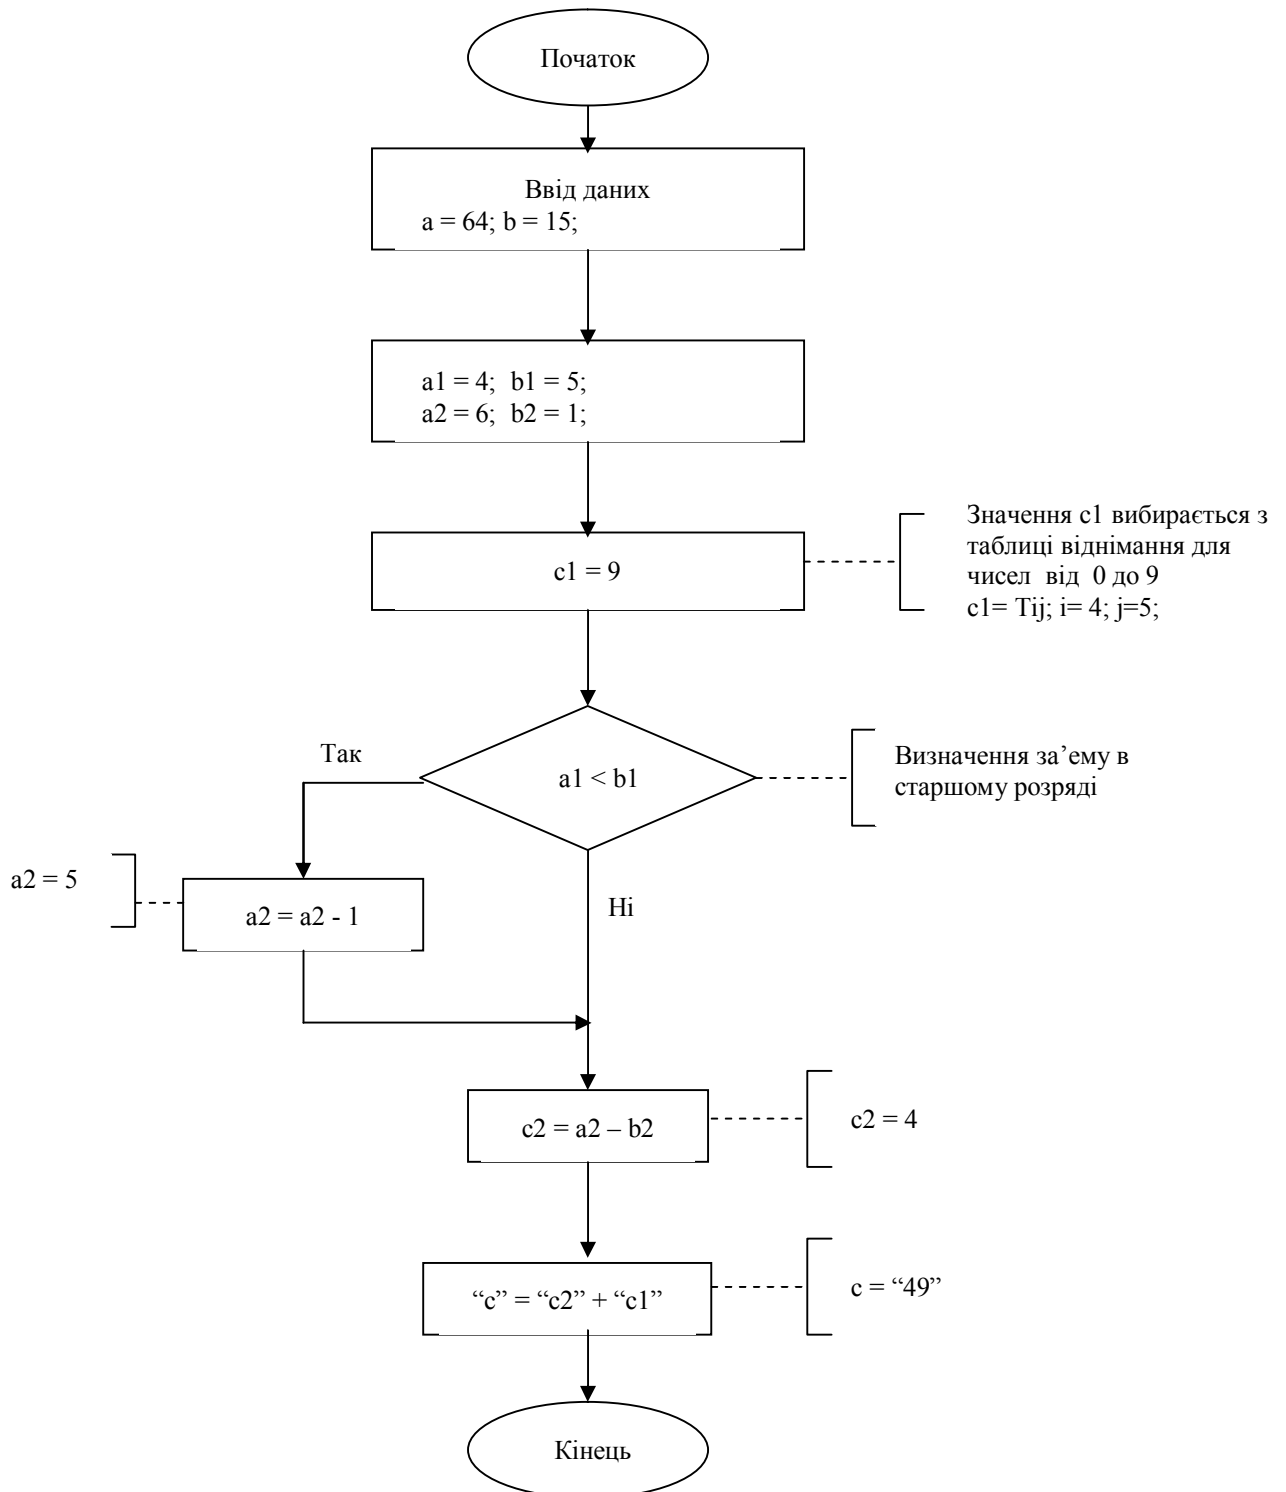 Початок
Ввід даних
a = 64; b = 15;
a1 = 4;  b1 = 5;
a2 = 6;  b2 = 1;
c1 = 9
Значення с1 вибирається з
таблиці віднімання для
чисел  від  0 до 9
c1= Tij; i= 4; j=5;
Так
a1 < b1
Визначення за’ему в
старшому розряді
a2 = 5
a2 = a2 - 1
Ні
c2 = a2 – b2
c2 = 4
“c” = “c2” + “c1”
c = “49”
Кінець